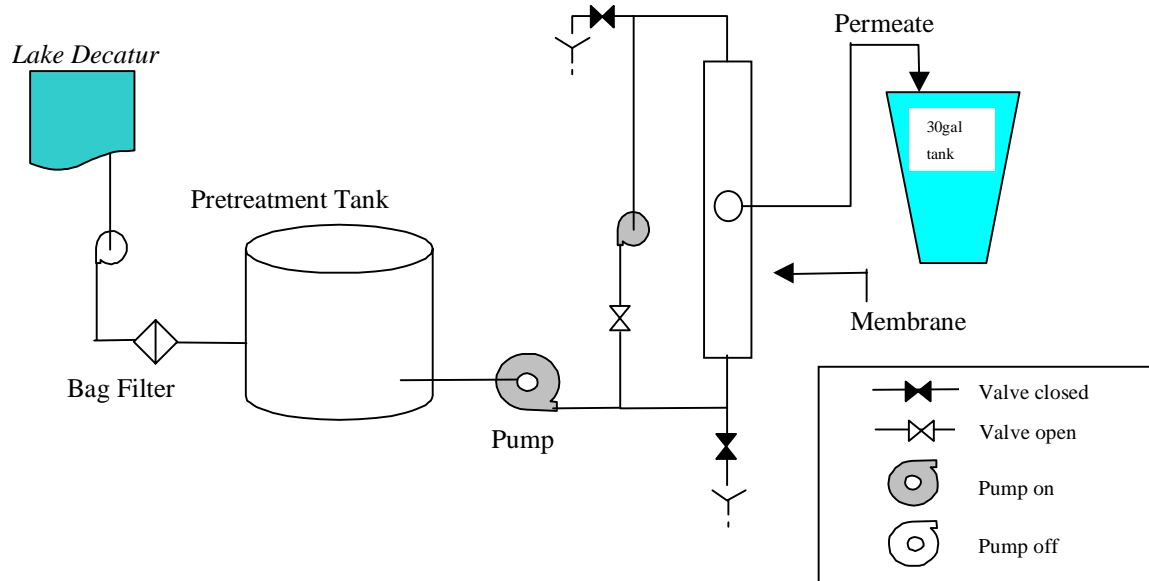 Lake Decatur
Permeate
30gal
tank
Pretreatment Tank
Membrane
Bag Filter
Pump
Valve closed
Valve open
Pump on
Pump off